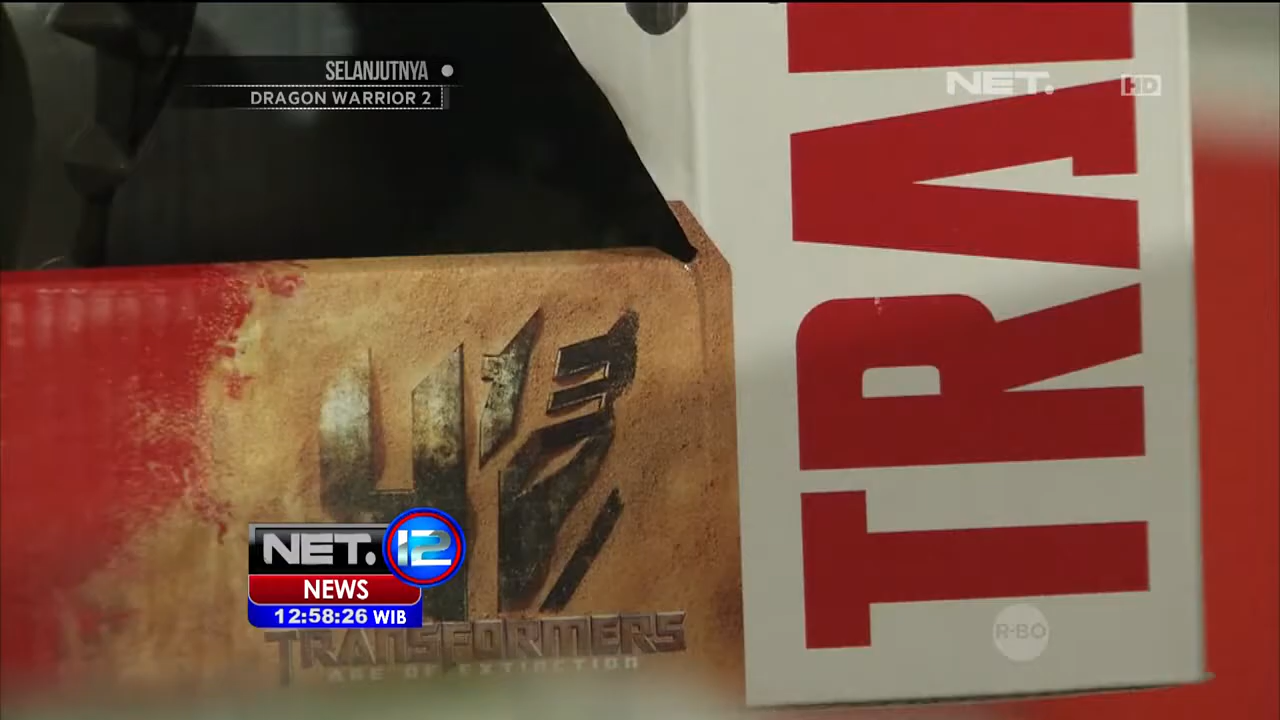 SELANJUTNYA
DRAGON WARRIOR 2
NET.
HD
TRA
NET. 12
NEWS
12:58:26 WIB
TRANSFORMERS
AGE OF EXTINCTION
R-BO